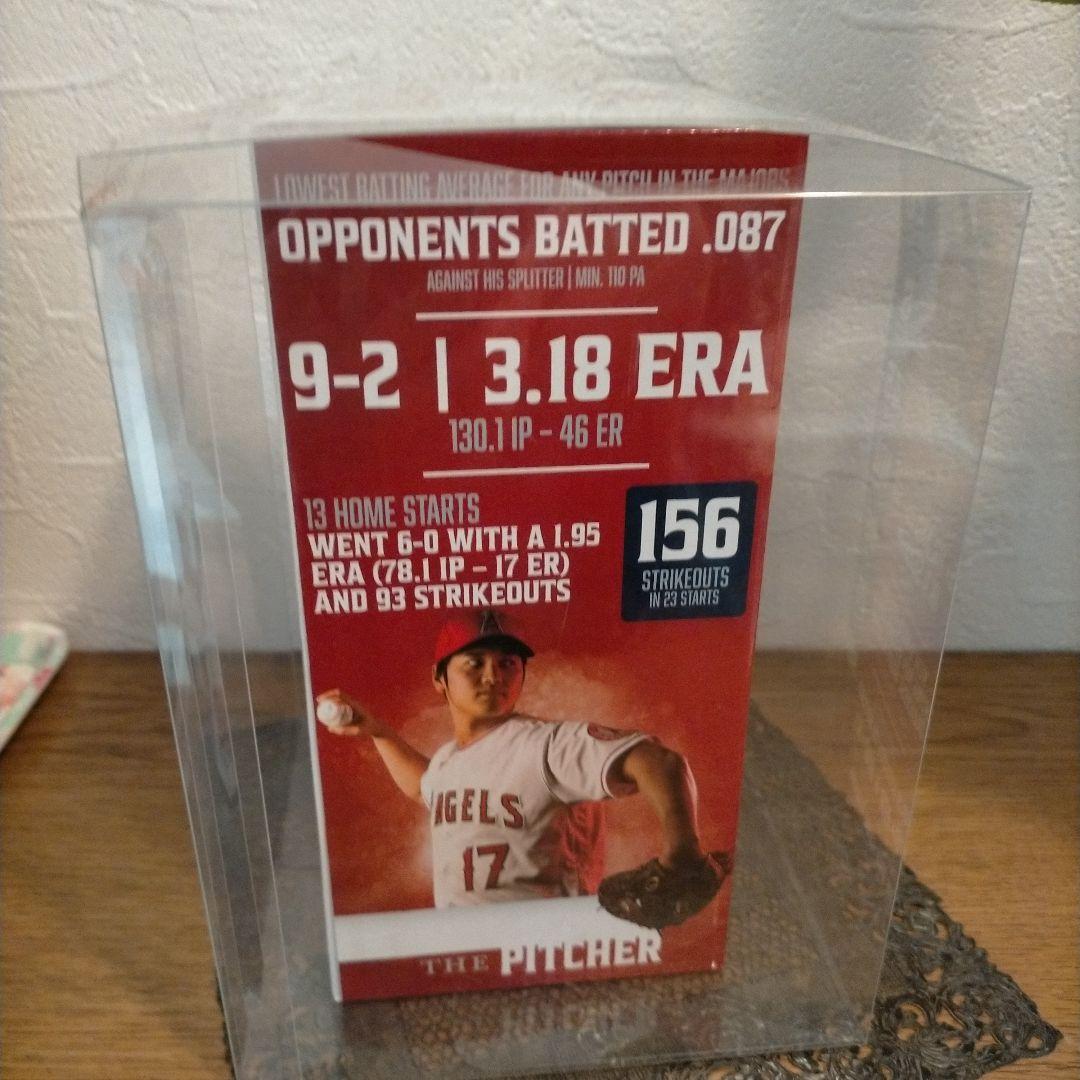 LOWEST BATTING AVERAGE FOR ANY PITCH IN THE MAJORS
OPPONENTS BATTED .087
AGAINST HIS SPLITTER | MIN. 110 PA
9-2 | 3.18 ERA
130.1 IP - 46 ER
13 HOME STARTS
WENT 6-0 WITH A 1.95
ERA (78.1 IP - 17 ER)
AND 93 STRIKEOUTS
156
STRIKEOUTS
IN 23 STARTS
A
ANGELS
17
THE PITCHER